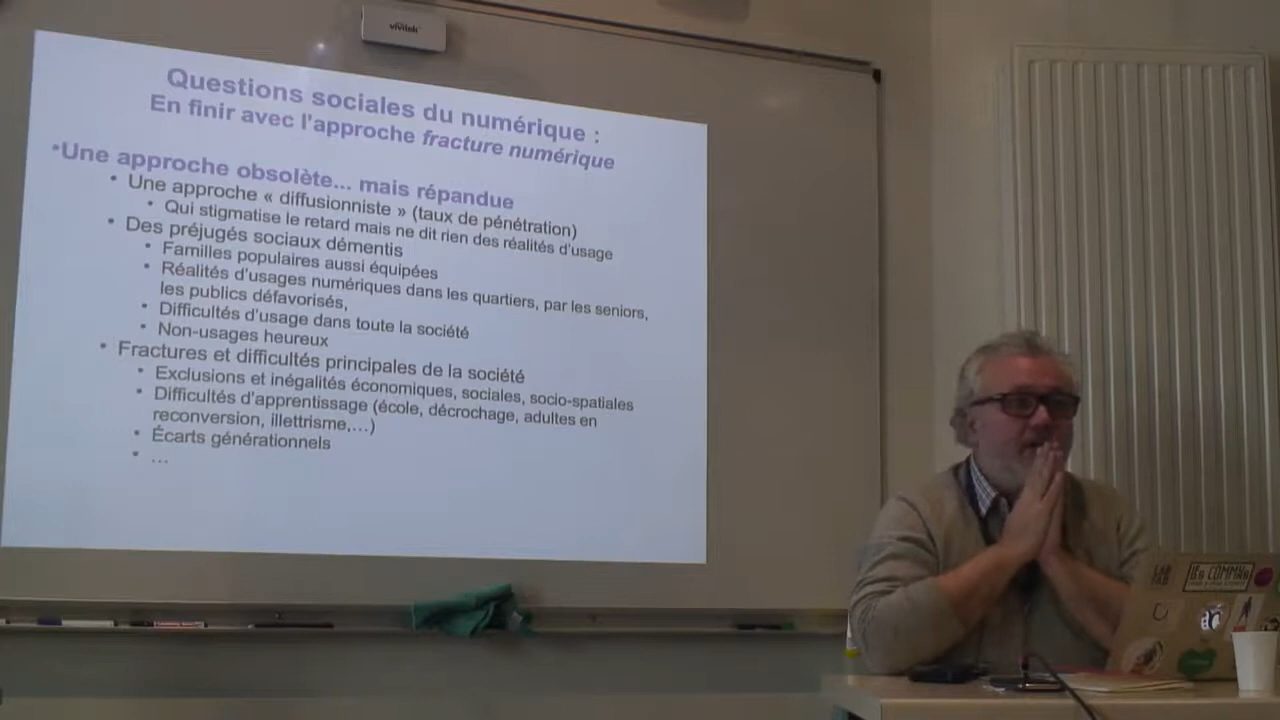 vivitek
Questions sociales du numérique :
En finir avec l'approche fracture numérique
•Une approche obsolète... mais répandue
• Une approche « diffusionniste » (taux de pénétration)
• Qui stigmatise le retard mais ne dit rien des réalités d'usage
• Des préjugés sociaux démentis
• Familles populaires aussi équipées
• Réalités d'usages numériques dans les quartiers, par les seniors,
les publics défavorisés,
• Difficultés d'usage dans toute la société
• Non-usages heureux
• Fractures et difficultés principales de la société
• Exclusions et inégalités économiques, sociales, socio-spatiales
• Difficultés d'apprentissage (école, décrochage, adultes en
reconversion, illettrisme,…)
• Écarts générationnels
• …
LES COMMUNS